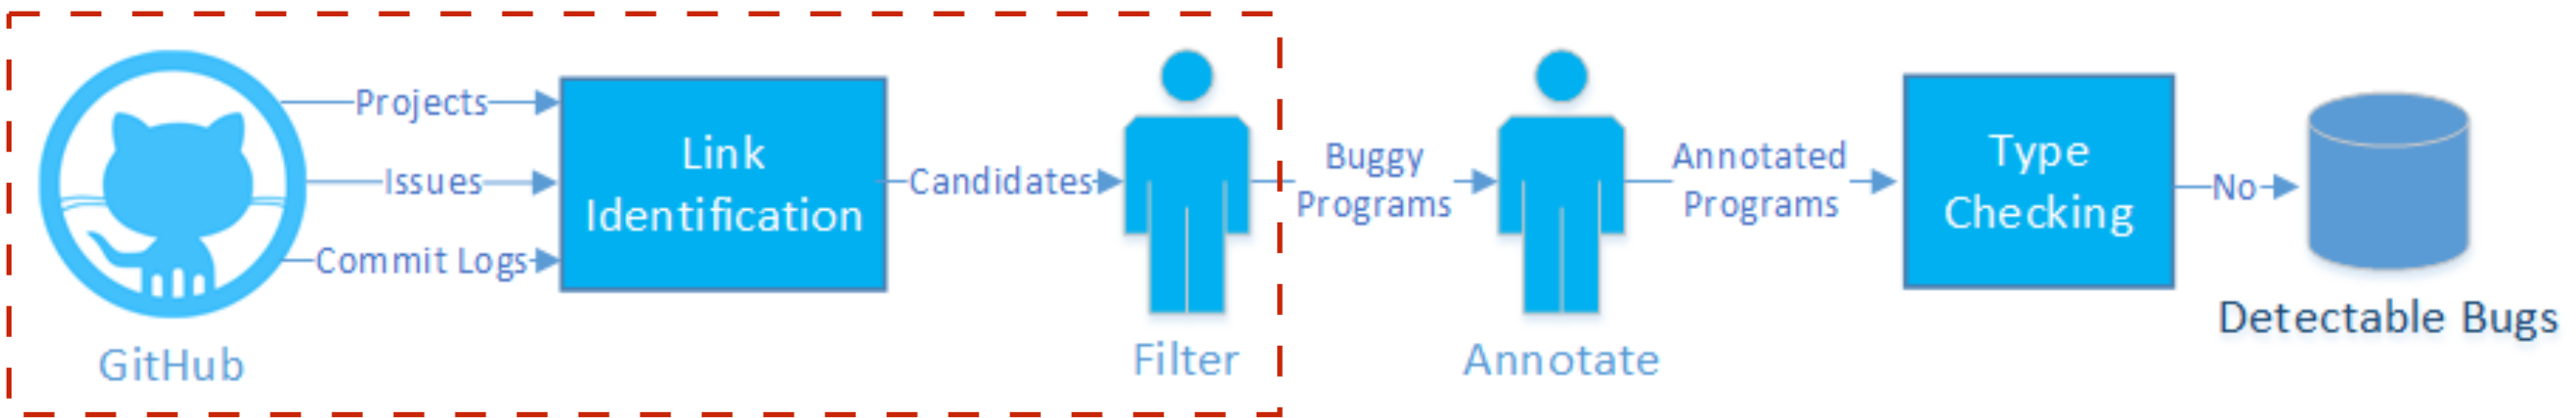 Projects
Issues
Commit Logs
GitHub
Link
Identification
Candidates
Filter
Buggy
Programs
Annotate
Annotated
Programs
Type
Checking
No
Detectable Bugs